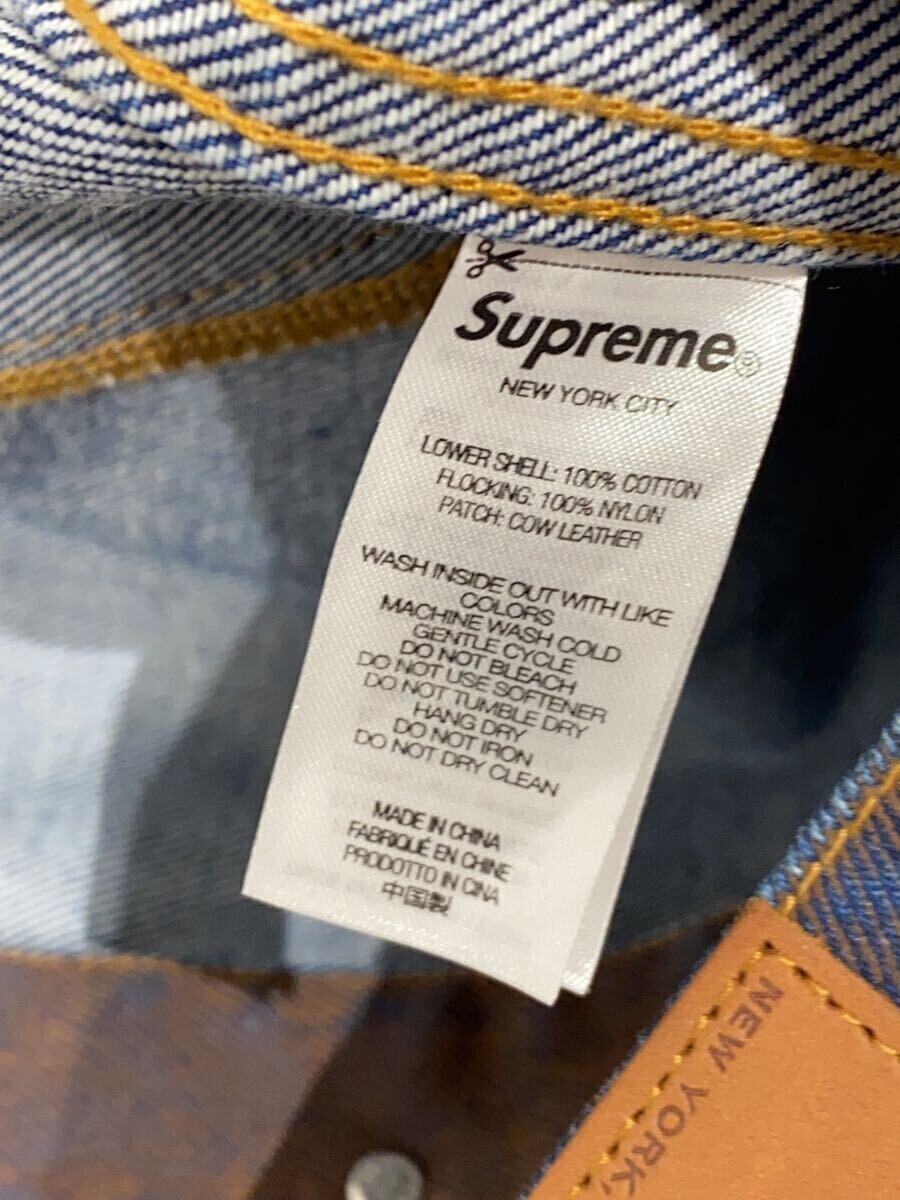 Supreme®
NEW YORK CITY
LOWER SHELL: 100% COTTON
FLOCKING: 100% NYLON
PATCH: COW LEATHER
WASH INSIDE OUT WITH LIKE
COLORS
MACHINE WASH COLD
GENTLE CYCLE
DO NOT BLEACH
DO NOT USE SOFTENER
DO NOT TUMBLE DRY
HANG DRY
DO NOT IRON
DO NOT DRY CLEAN
MADE IN CHINA
FABRIQUÉ EN CHINE
PRODOTTO IN CINA
中国製
NEW YORK,